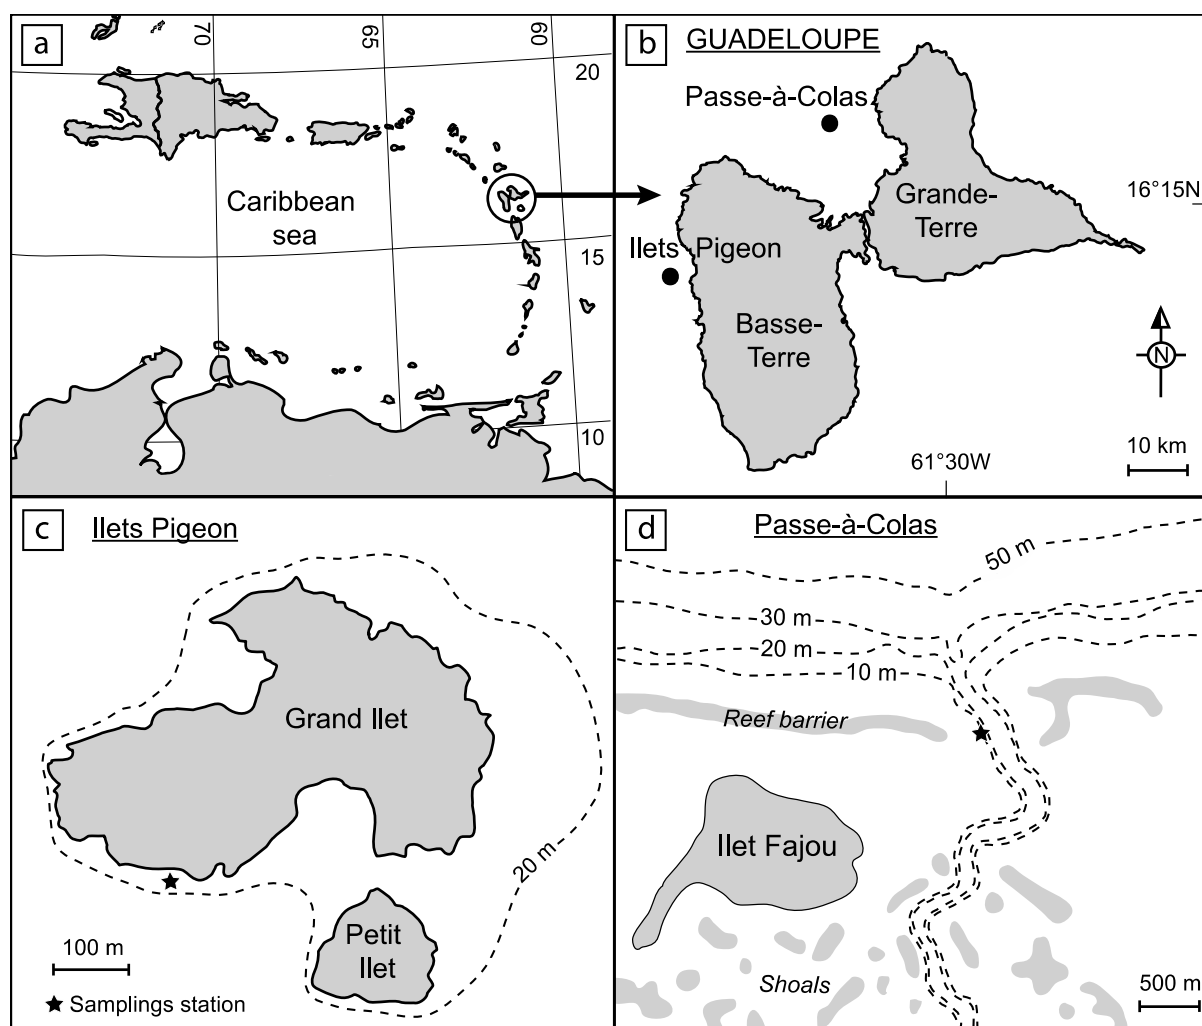 a
70
65
60
20
Caribbean
sea
15
10
b
GUADELOUPE
Passe-à-Colas
16°15N
Grande-
Terre
Ilets Pigeon
Basse-
Terre
N
61°30W
10 km
c
Ilets Pigeon
Grand Ilet
20 m
Petit
Ilet
100 m
Samplings station
d
Passe-à-Colas
50 m
30 m
20 m
10 m
Reef barrier
Ilet Fajou
Shoals
500 m